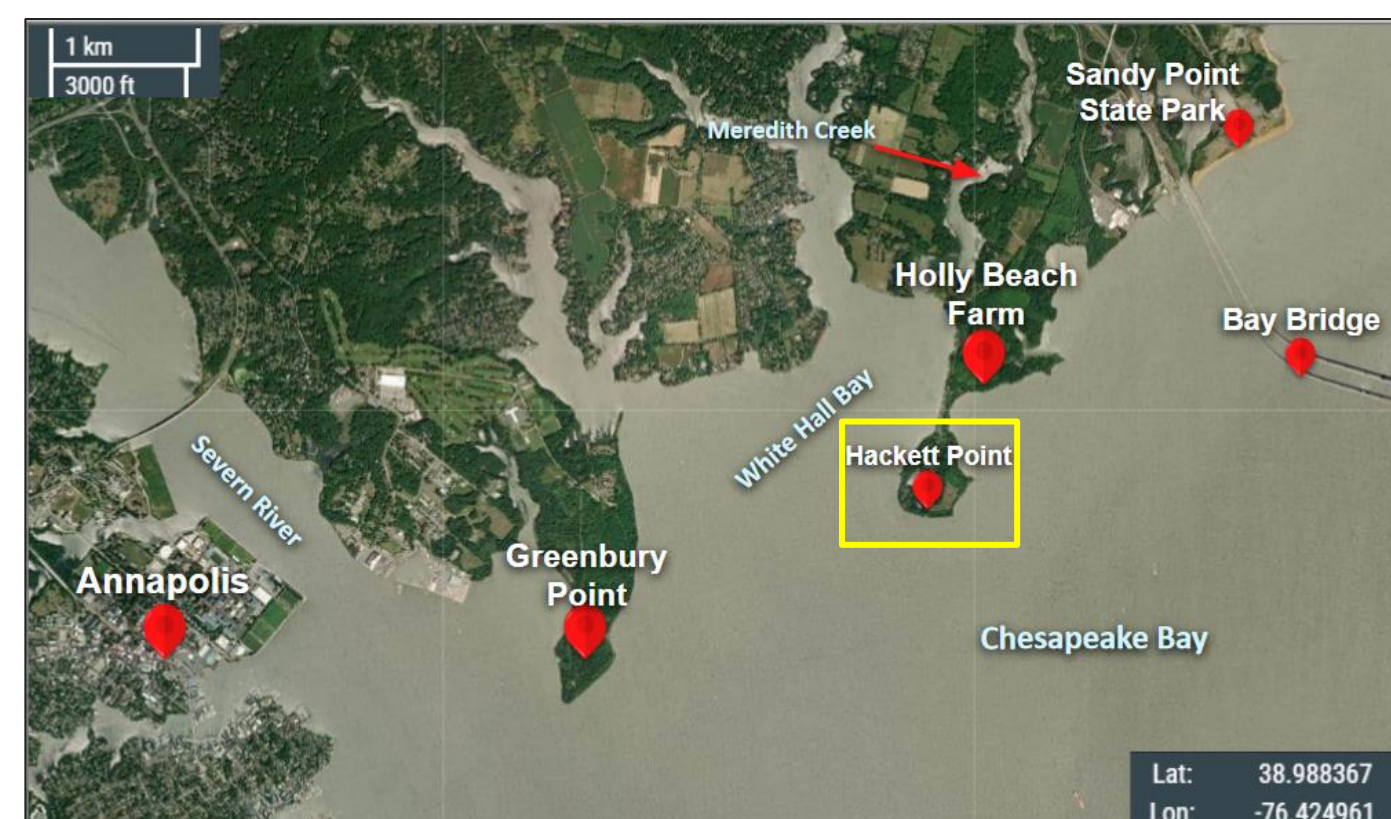 1 km
3000 ft
Sandy Point
State Park
Meredith Creek
Holly Beach
Farm
Bay Bridge
White Hall Bay
Hackett Point
Severn River
Greenbury
Point
Annapolis
Chesapeake Bay
Lat: 38.988367
Lon: -76.424961